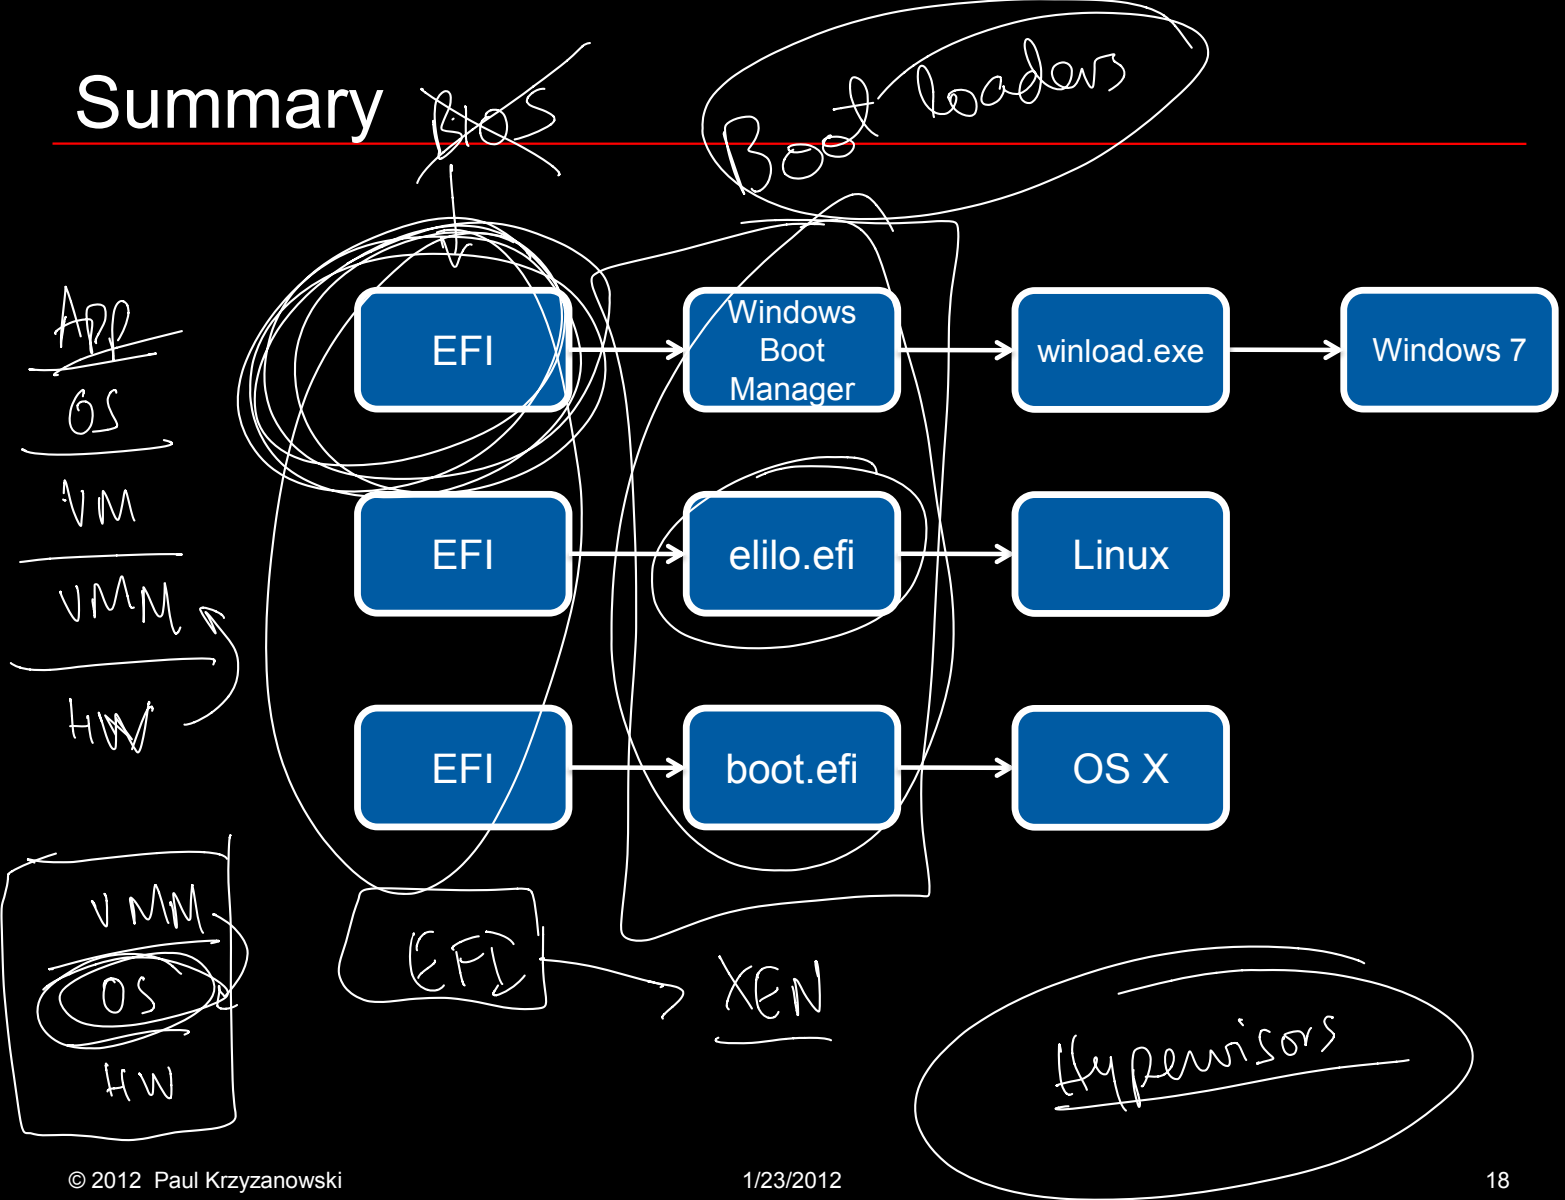 Summary
BIOS
Boot loaders
EFI
Windows
Boot
Manager
winload.exe
Windows 7
App
OS
VM
VMM
HW
EFI
elilo.efi
Linux
EFI
boot.efi
OS X
VMM
OS
HW
EFI
XEN
Hypervisors
© 2012 Paul Krzyzanowski
1/23/2012
18